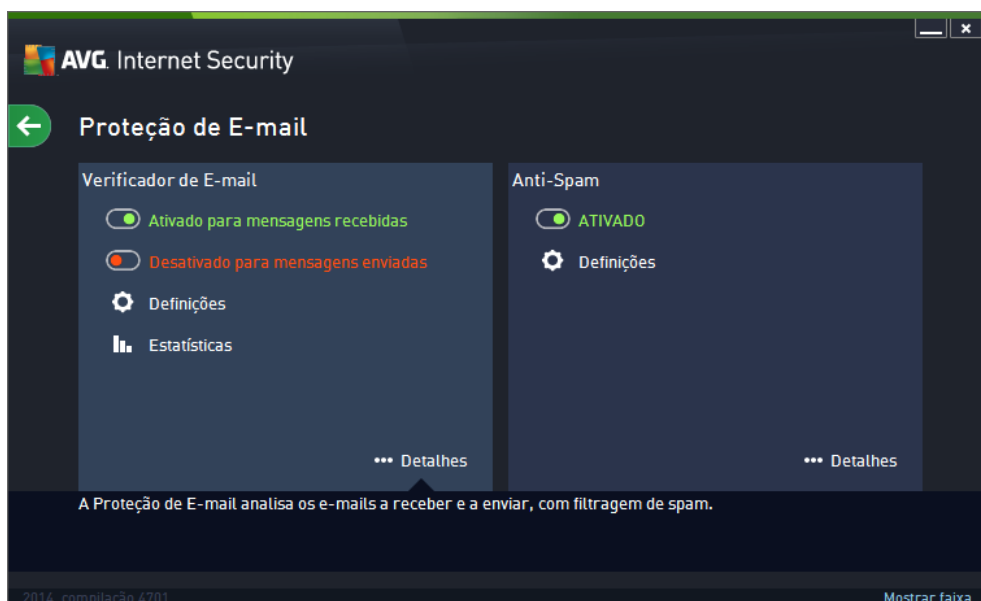 AVG. Internet Security
Proteção de E-mail
Verificador de E-mail
Ativado para mensagens recebidas
Desativado para mensagens enviadas
Definições
Estatísticas
••• Detalhes
Anti-Spam
ATIVADO
Definições
••• Detalhes
A Proteção de E-mail analisa os e-mails a receber e a enviar, com filtragem de spam.
2014 compilação 4701
Mostrar faixa